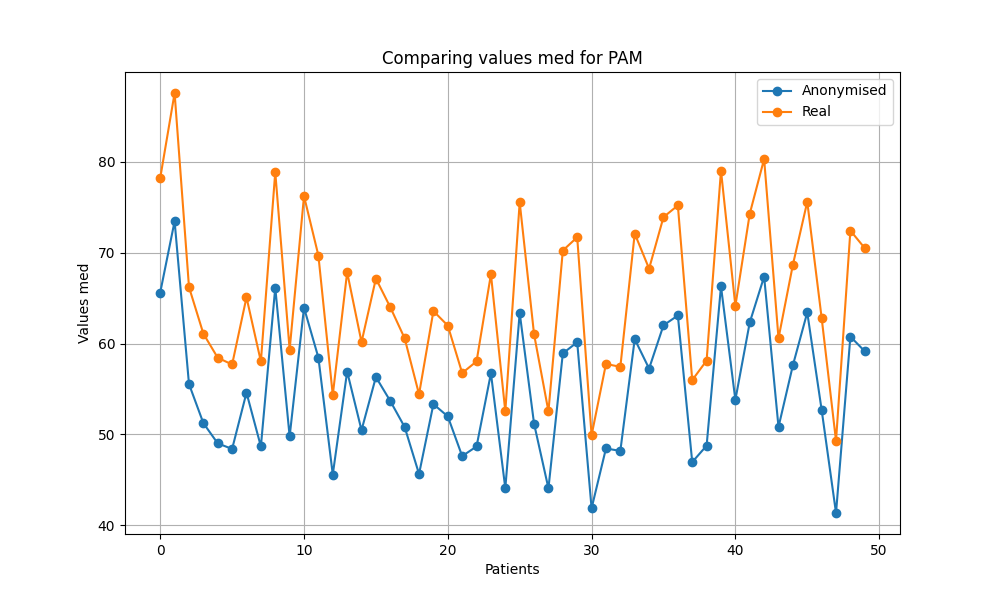 Comparing values med for PAM
Anonymised
Real
Values med
80
70
60
50
40
0 10 20 30 40 50
Patients